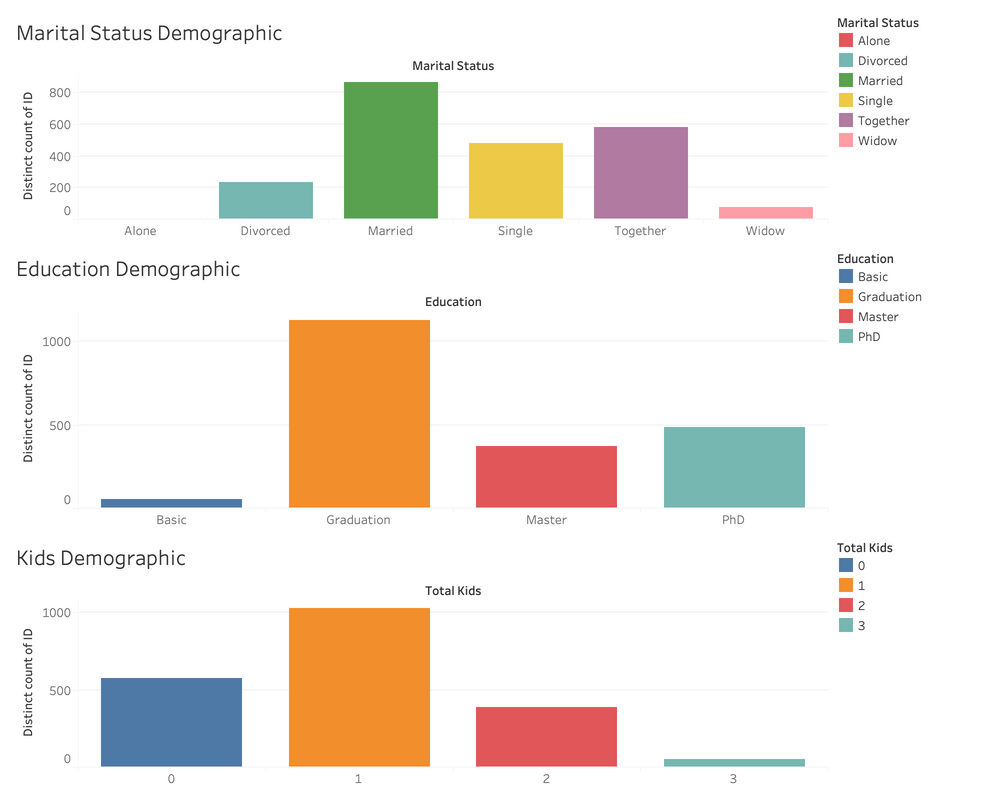 Marital Status Demographic
Marital Status
Distinct count of ID
800
600
400
200
0
Alone
Divorced
Married
Single
Together
Widow
Marital Status
Alone
Divorced
Married
Single
Together
Widow
Education Demographic
Education
Distinct count of ID
1000
500
0
Basic
Graduation
Master
PhD
Education
Basic
Graduation
Master
PhD
Kids Demographic
Total Kids
Distinct count of ID
1000
500
0
0
1
2
3
Total Kids
0
1
2
3